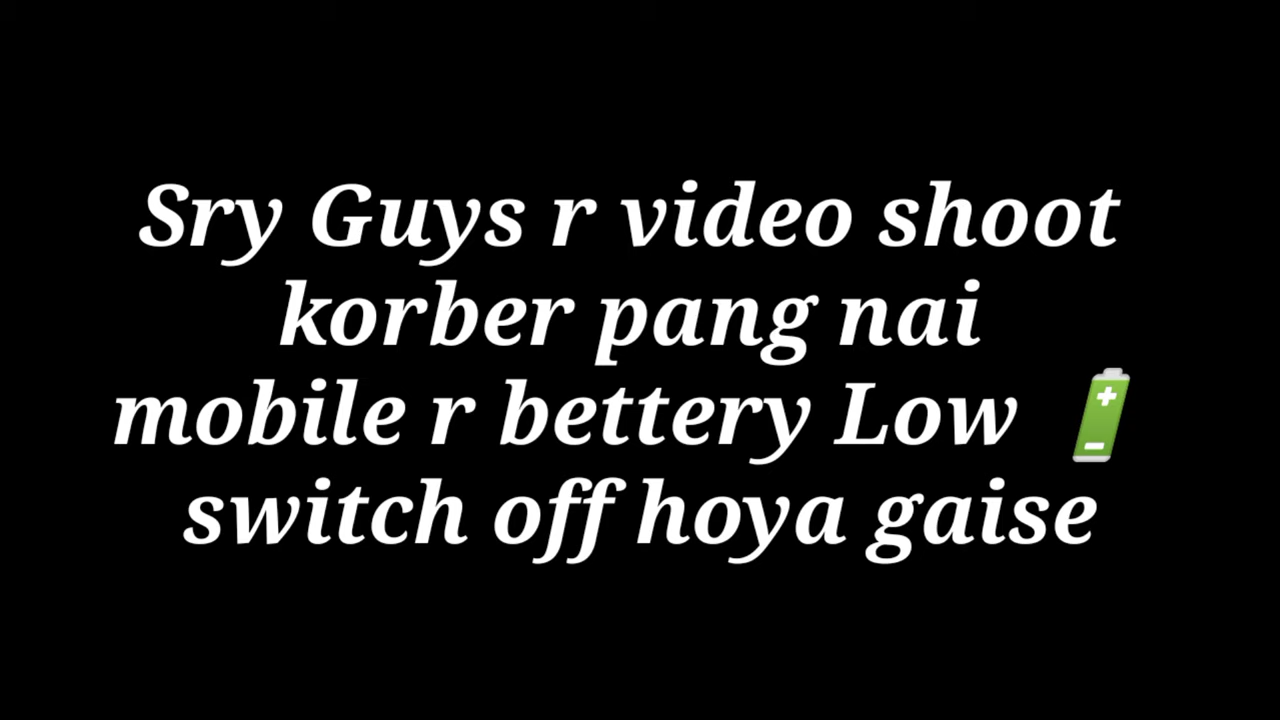 Sry Guys r video shoot
korber pang nai
mobile r bettery Low 🔋
switch off hoya gaise